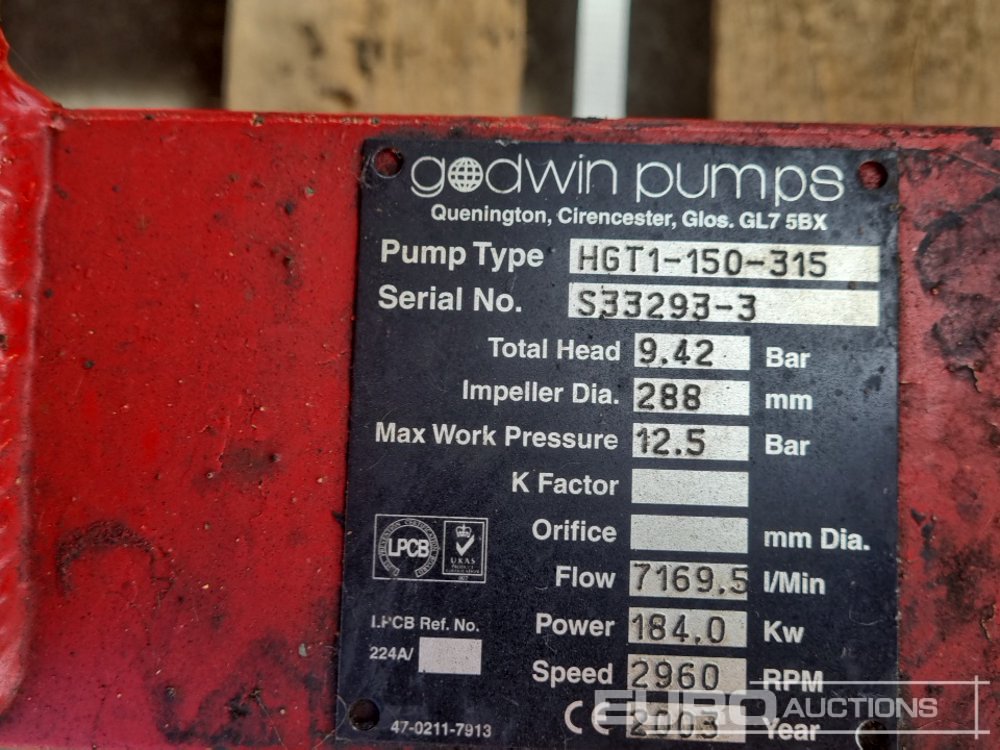 godwin pumps
Quenington, Cirencester, Glos. GL7 5BX
Pump Type HGT1-150-315
Serial No. S33293-3
Total Head 9.42 Bar
Impeller Dia. 288 mm
Max Work Pressure 12.5 Bar
K Factor
Orifice mm Dia.
Flow 7169.5 l/Min
LPCB
UKAS
Power 184.0 Kw
LPCB Ref. No.
224A/
Speed 2960 RPM
CE Year
47-0211-7913
EURO AUCTIONS